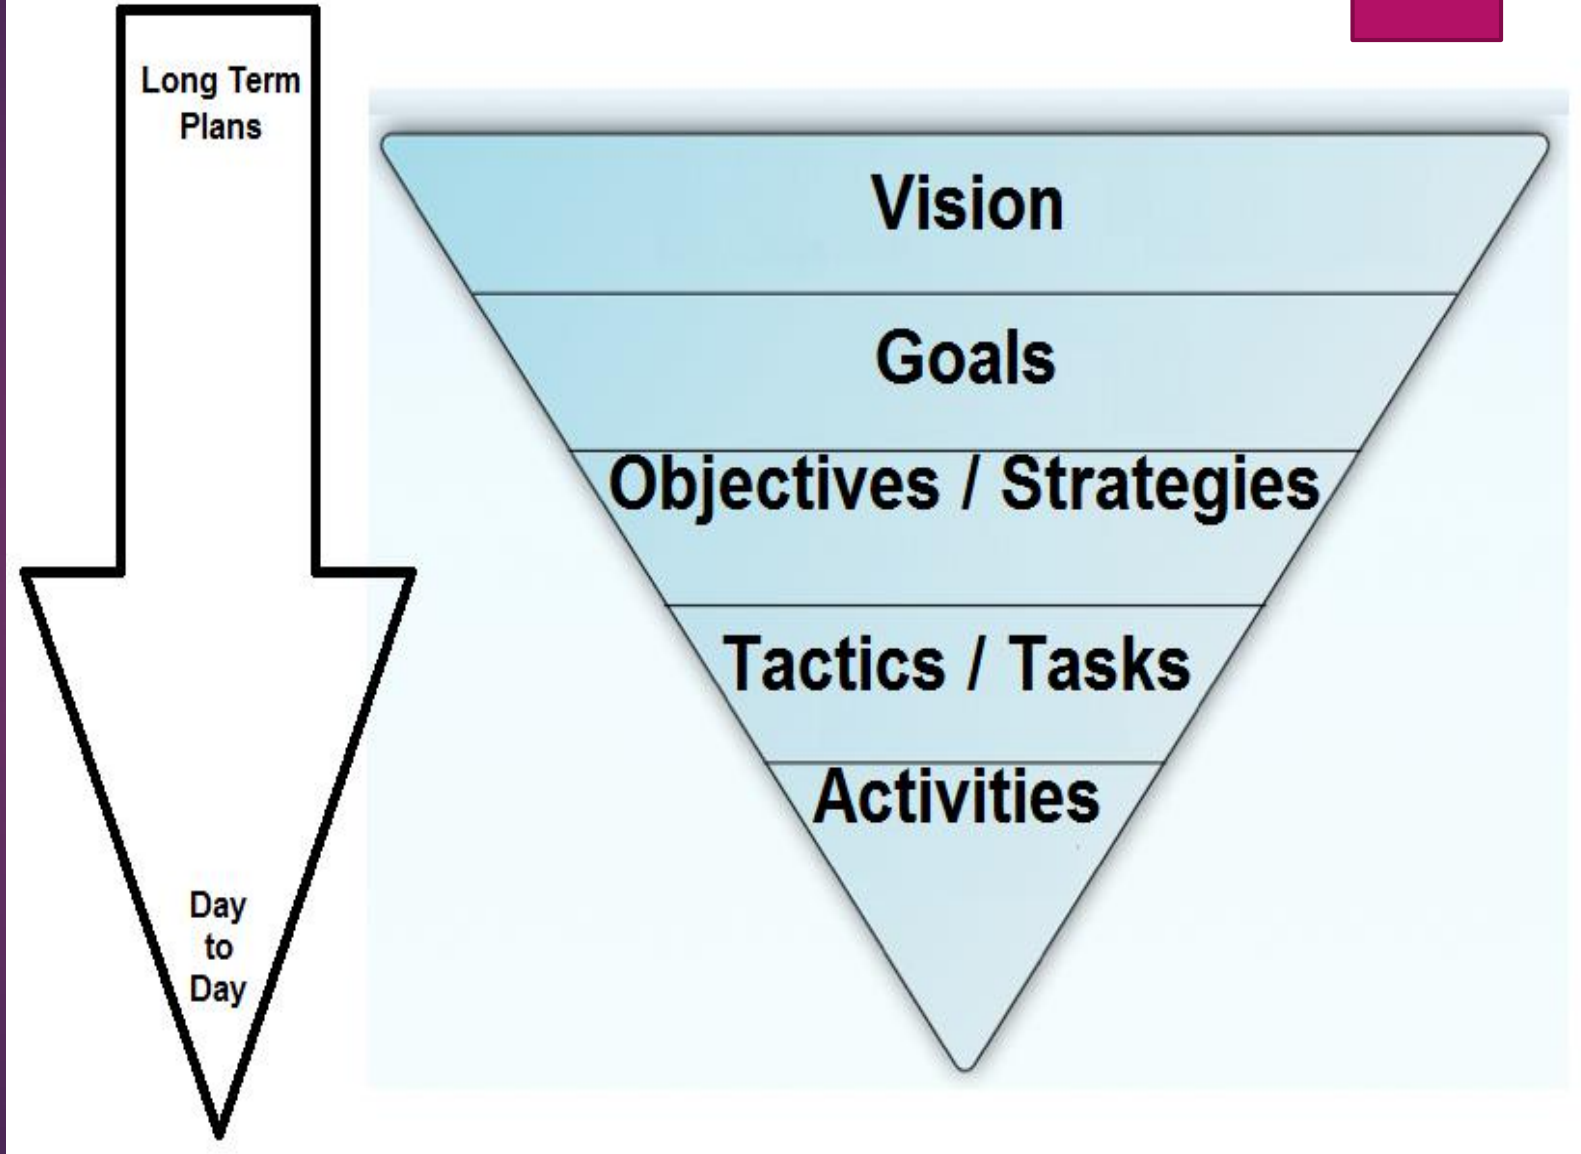 Long Term
Plans
Vision
Goals
Objectives / Strategies
Tactics / Tasks
Activities
Day
to
Day